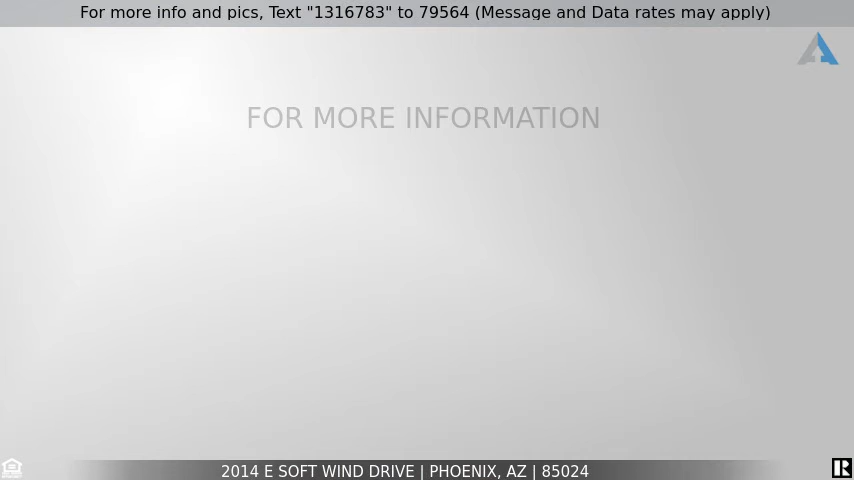 For more info and pics, Text "1316783" to 79564 (Message and Data rates may apply)
FOR MORE INFORMATION
2014 E SOFT WIND DRIVE | PHOENIX, AZ | 85024